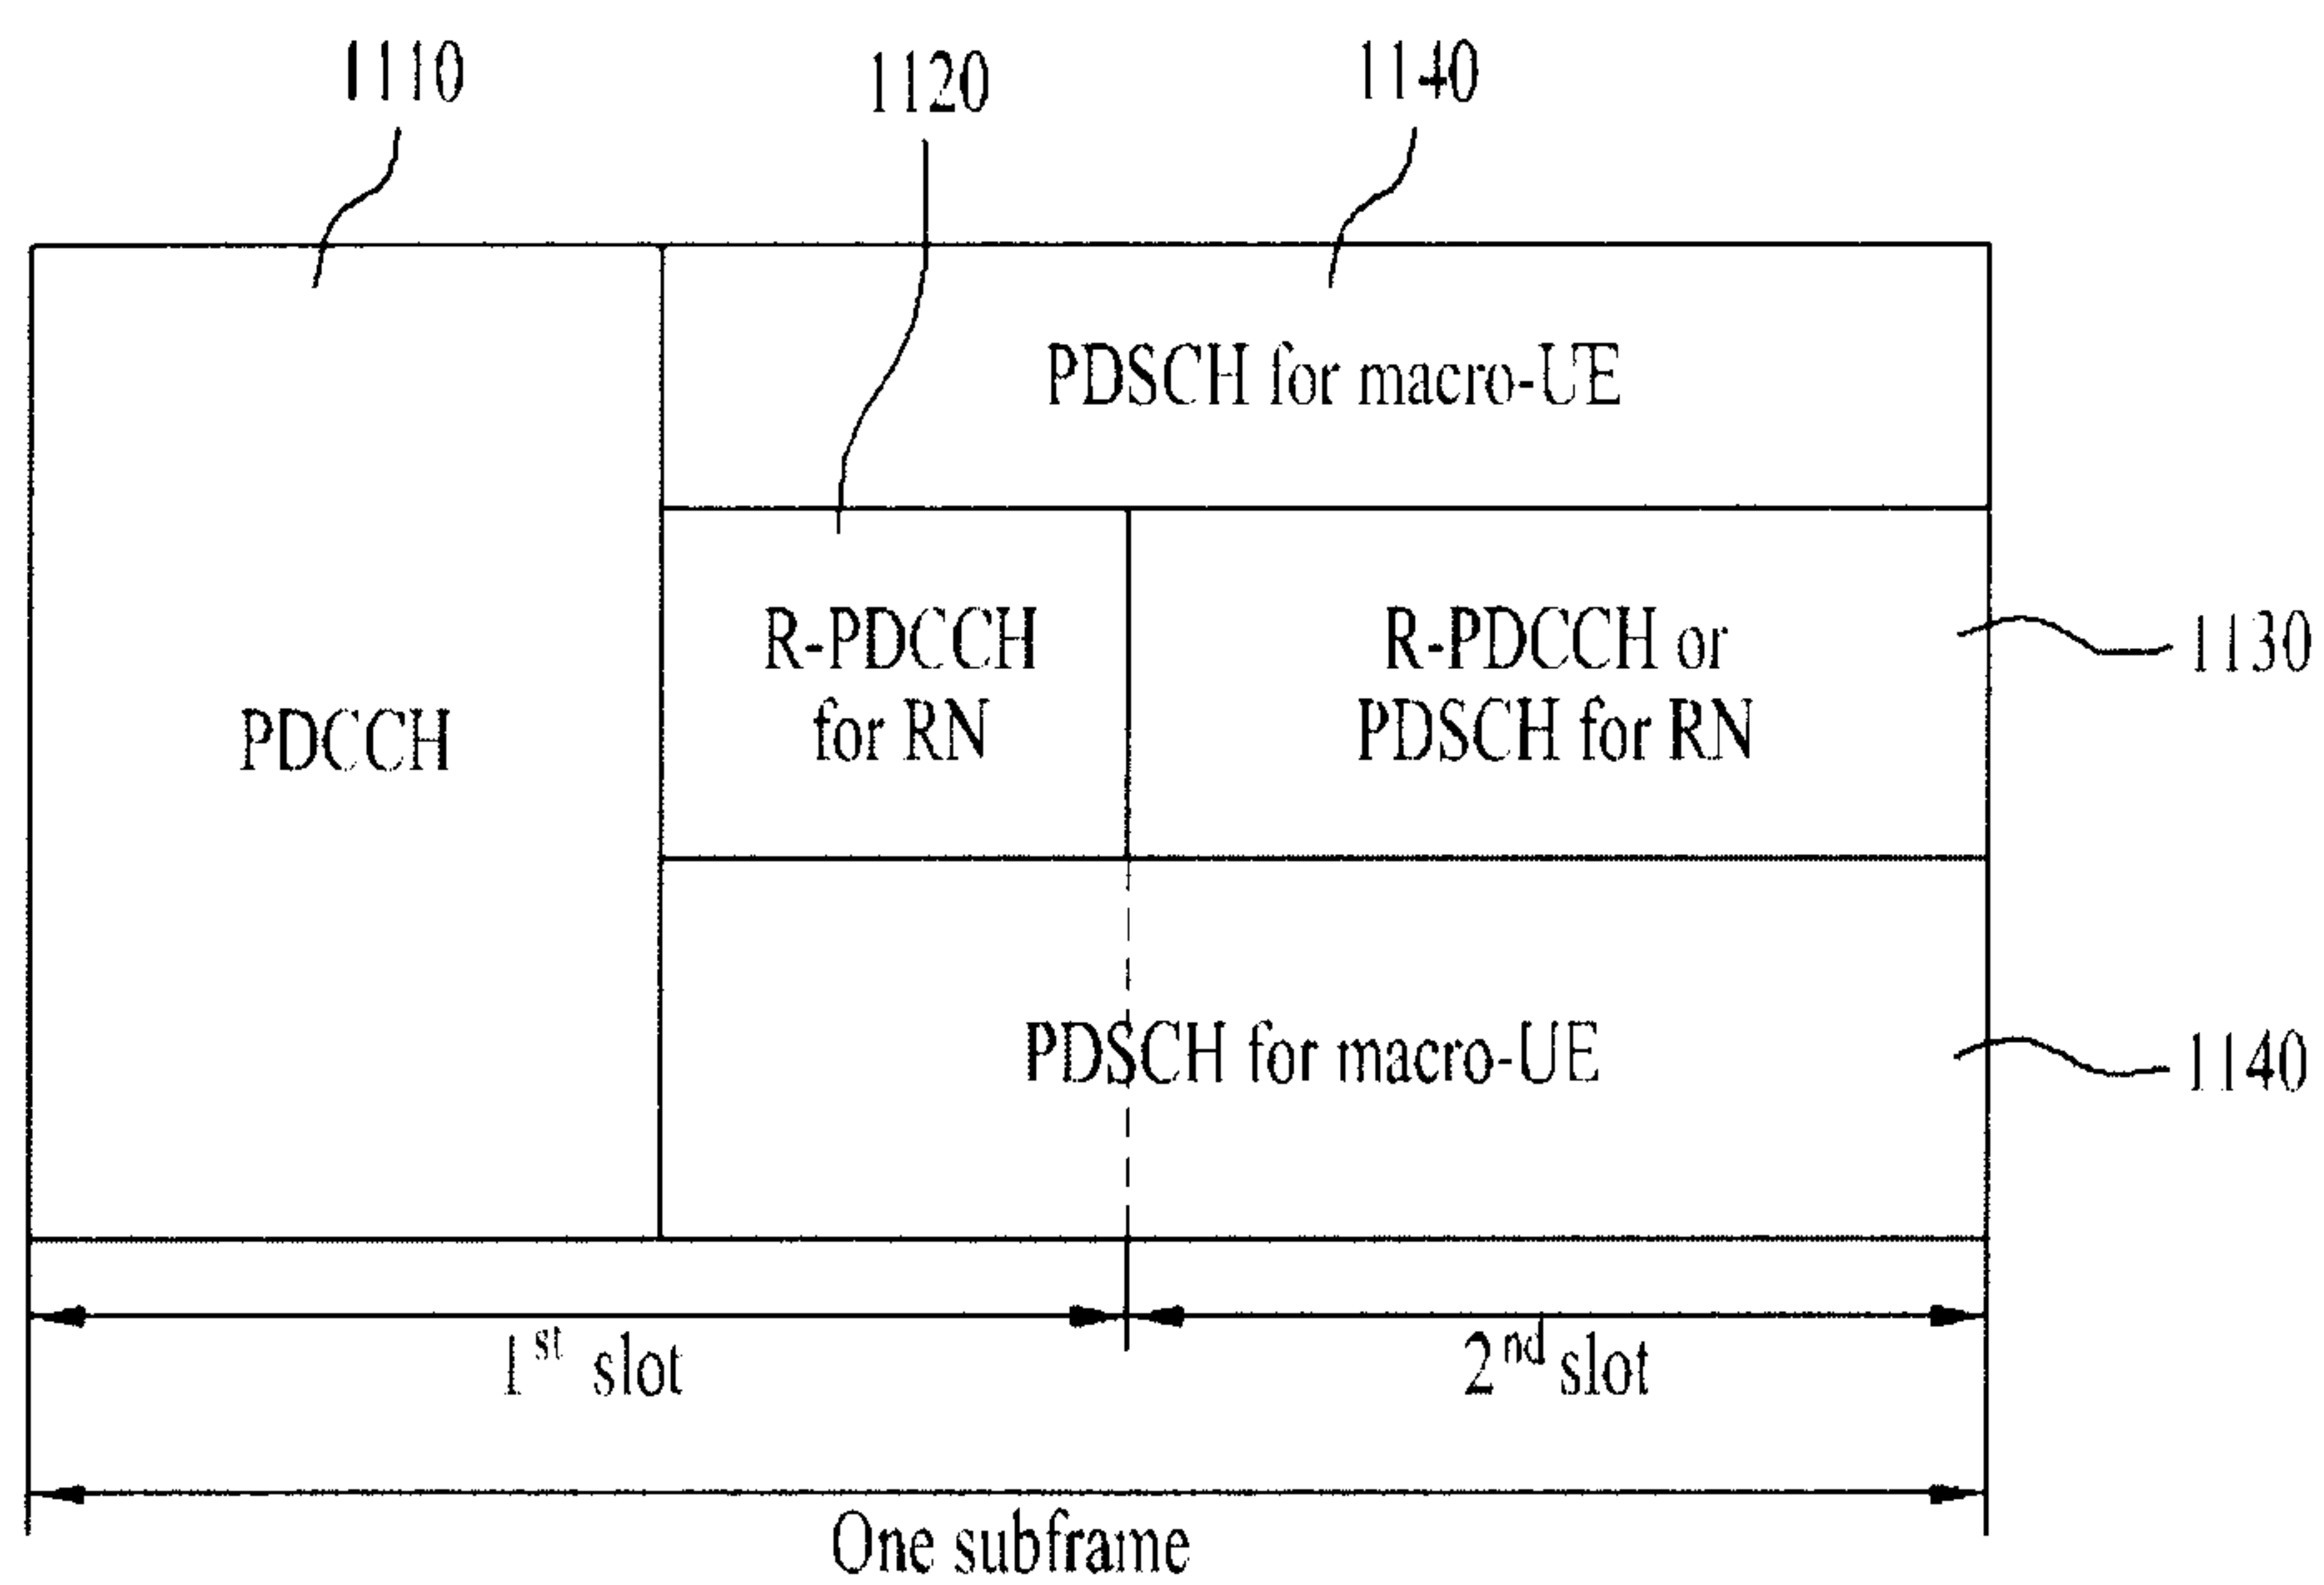 1110
1120
1140
PDSCH for macro-UE
R-PDCCH
for RN
R-PDCCH or
PDSCH for RN
1130
PDCCH
PDSCH for macro-UE
1140
1st slot
2nd slot
One subframe